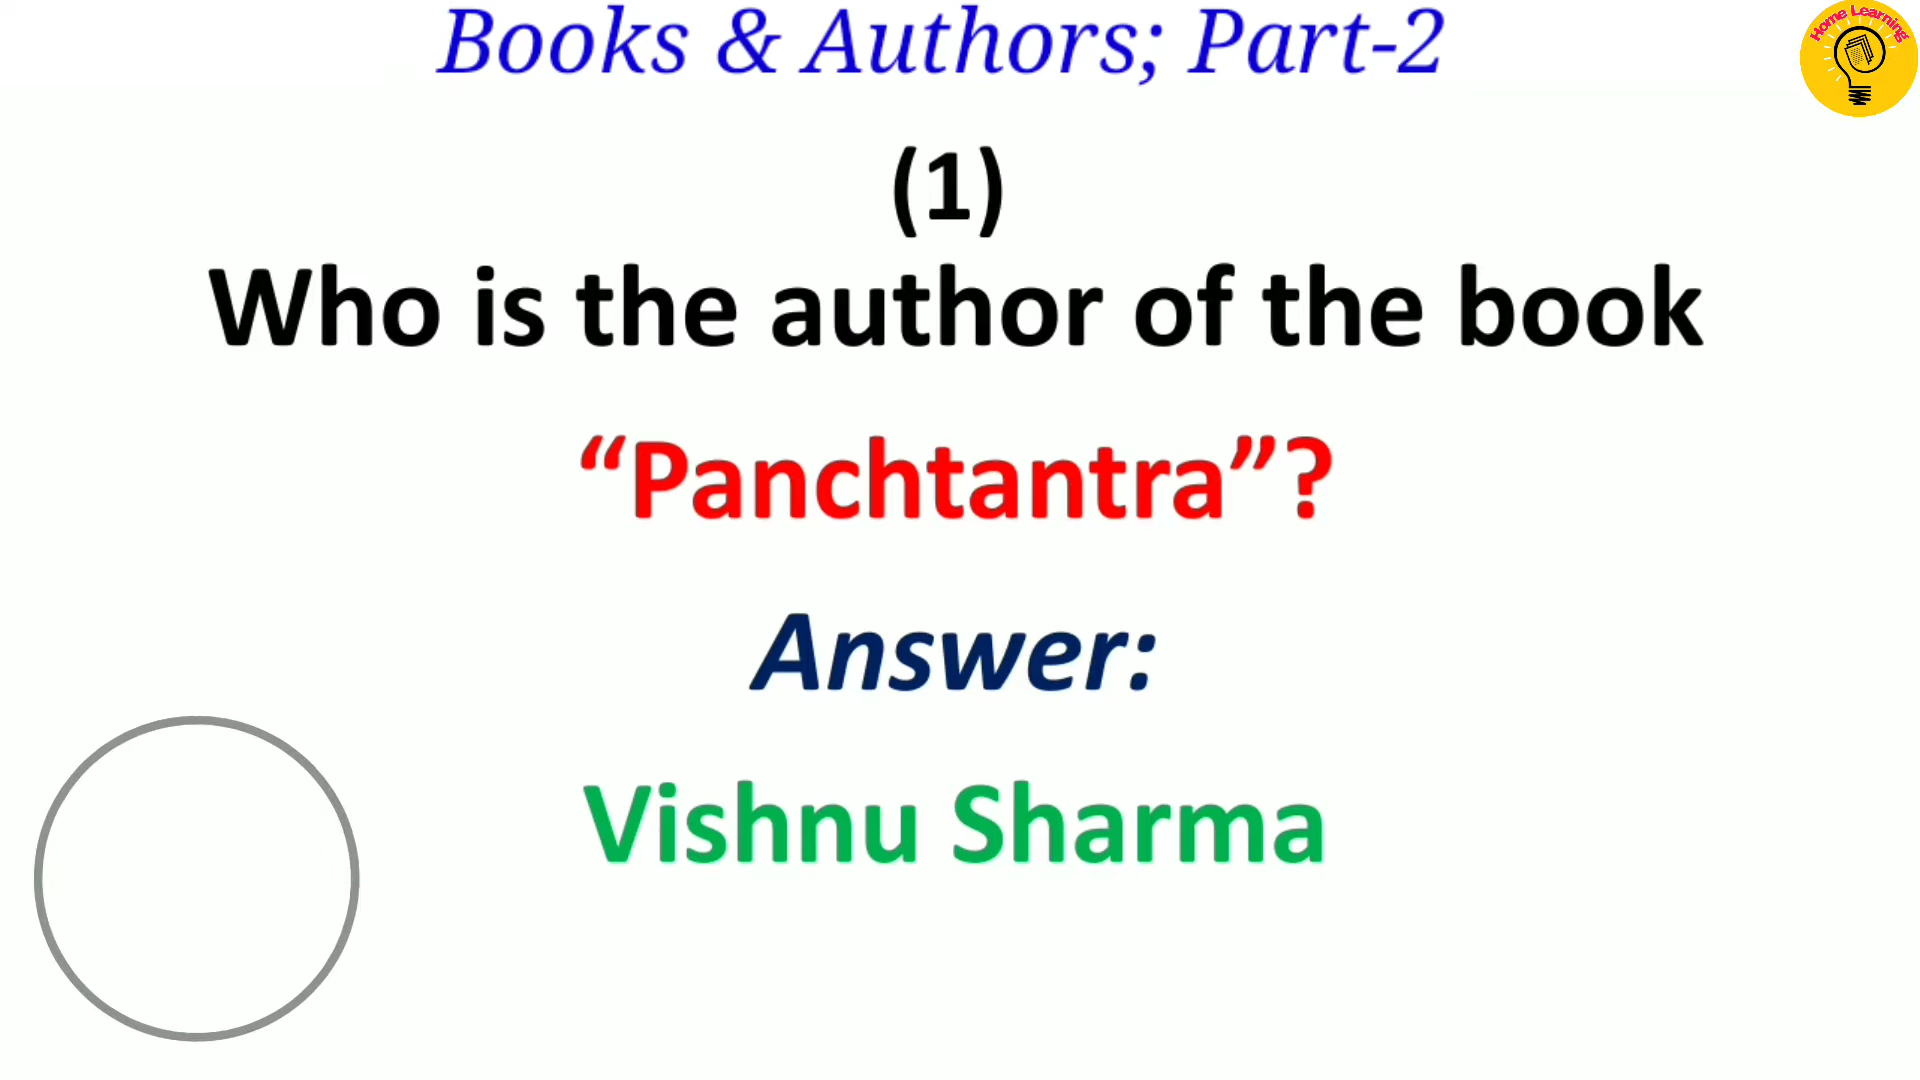 Books & Authors; Part-2
Home Learning
(1)
Who is the author of the book
“Panchtantra”?
Answer:
Vishnu Sharma